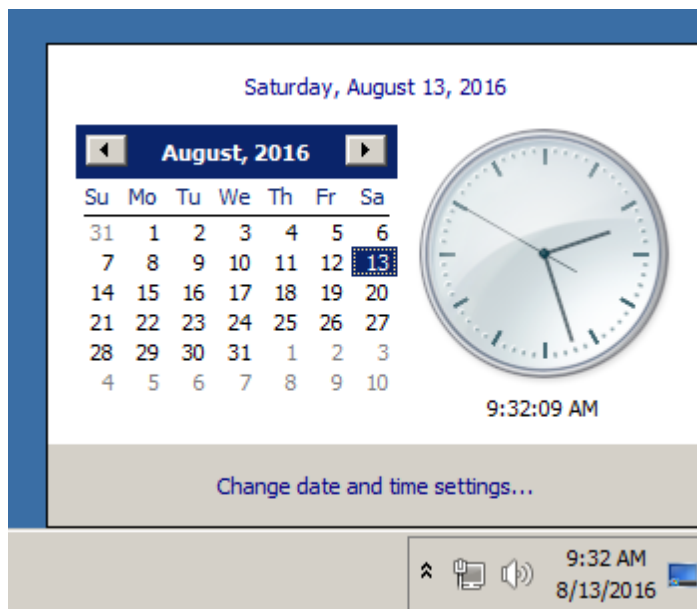 Saturday, August 13, 2016
August, 2016
Su Mo Tu We Th Fr Sa
31 1 2 3 4 5 6
7 8 9 10 11 12 13
14 15 16 17 18 19 20
21 22 23 24 25 26 27
28 29 30 31 1 2 3
4 5 6 7 8 9 10
9:32:09 AM
Change date and time settings...
9:32 AM
8/13/2016